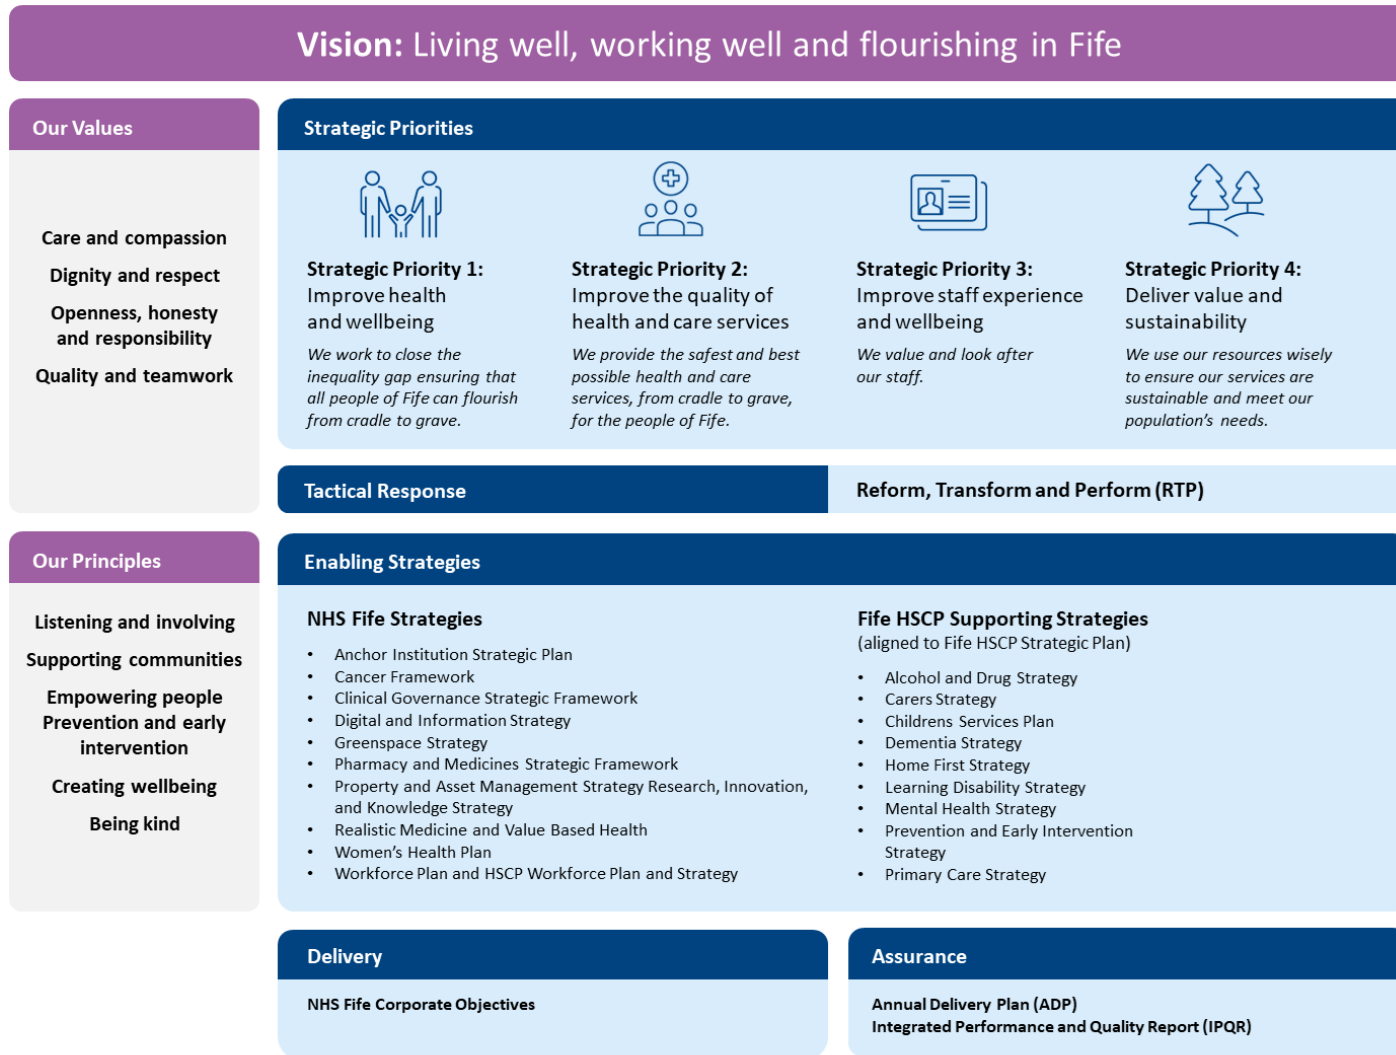 Vision: Living well, working well and flourishing in Fife
Our Values
Care and compassion
Dignity and respect
Openness, honesty
and responsibility
Quality and teamwork
Strategic Priorities
Strategic Priority 1:
Improve health
and wellbeing
We work to close the
inequality gap ensuring that
all people of Fife can flourish
from cradle to grave.
Strategic Priority 2:
Improve the quality of
health and care services
We provide the safest and best
possible health and care
services, from cradle to grave,
for the people of Fife.
Strategic Priority 3:
Improve staff experience
and wellbeing
We value and look after
our staff.
Strategic Priority 4:
Deliver value and
sustainability
We use our resources wisely
to ensure our services are
sustainable and meet our
population's needs.
Tactical Response
Reform, Transform and Perform (RTP)
Our Principles
Listening and involving
Supporting communities
Empowering people
Prevention and early
intervention
Creating wellbeing
Being kind
Enabling Strategies
NHS Fife Strategies
• Anchor Institution Strategic Plan
• Cancer Framework
• Clinical Governance Strategic Framework
• Digital and Information Strategy
• Greenspace Strategy
• Pharmacy and Medicines Strategic Framework
• Property and Asset Management Strategy Research, Innovation,
and Knowledge Strategy
• Realistic Medicine and Value Based Health
• Women's Health Plan
• Workforce Plan and HSCP Workforce Plan and Strategy
Fife HSCP Supporting Strategies
(aligned to Fife HSCP Strategic Plan)
• Alcohol and Drug Strategy
• Carers Strategy
• Childrens Services Plan
• Dementia Strategy
• Home First Strategy
• Learning Disability Strategy
• Mental Health Strategy
• Prevention and Early Intervention
Strategy
• Primary Care Strategy
Delivery
NHS Fife Corporate Objectives
Assurance
Annual Delivery Plan (ADP)
Integrated Performance and Quality Report (IPQR)